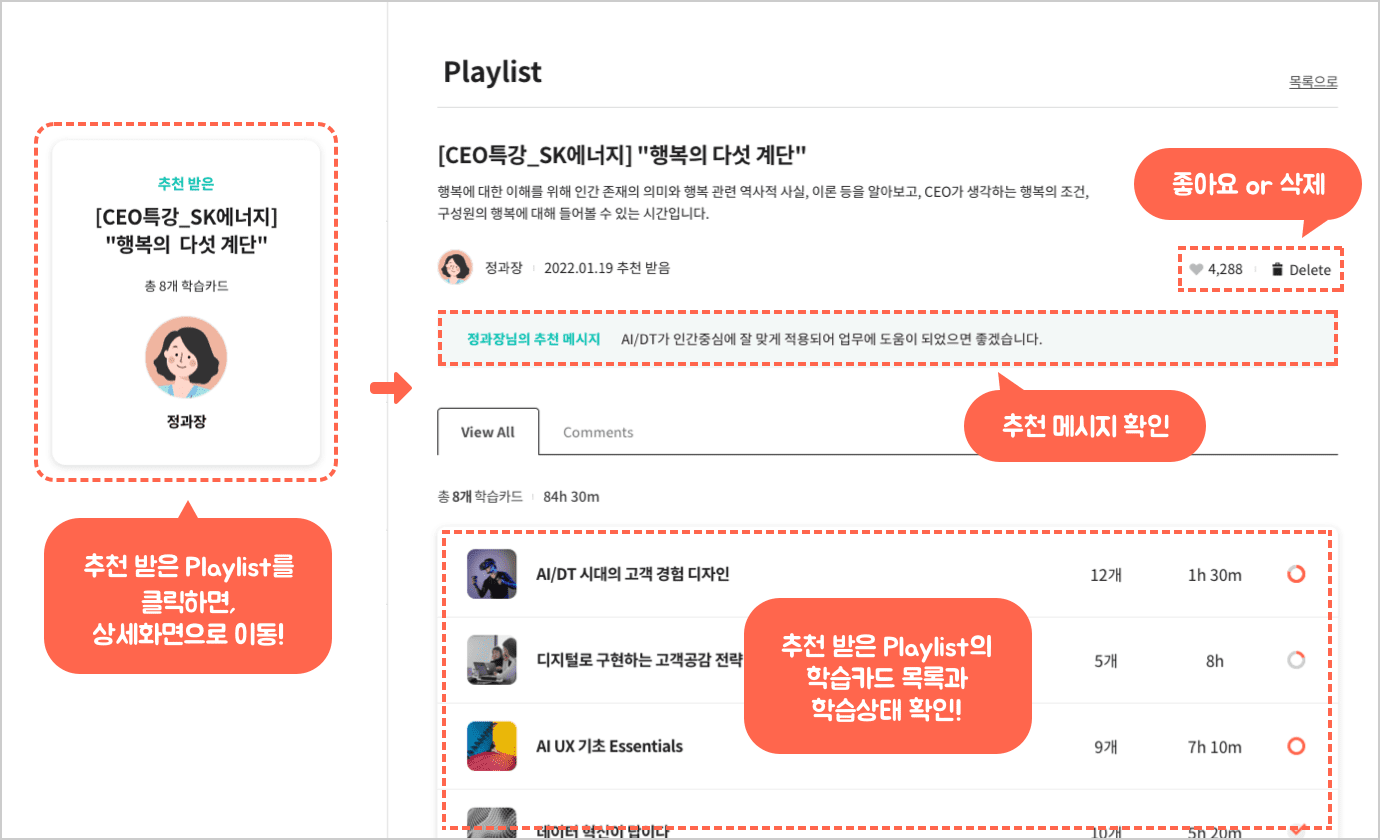 추천 받은
[CEO특강_SK에너지]
"행복의 다섯 계단"
총 8개 학습카드
정과장
추천 받은 Playlist를
클릭하면,
상세화면으로 이동!
Playlist
목록으로
[CEO특강_SK에너지] "행복의 다섯 계단"
행복에 대한 이해를 위해 인간 존재의 의미와 행복 관련 역사적 사실, 이론 등을 알아보고, CEO가 생각하는 행복의 조건,
구성원의 행복에 대해 들어볼 수 있는 시간입니다.
좋아요 or 삭제
정과장 2022.01.19 추천 받음
4,288 Delete
정과장님의 추천 메시지 AI/DT가 인간중심에 잘 맞게 적용되어 업무에 도움이 되었으면 좋겠습니다.
추천 메시지 확인
View All Comments
총 8개 학습카드 84h 30m
AI/DT 시대의 고객 경험 디자인 12개 1h 30m
디지털로 구현하는 고객공감 전략 5개 8h
추천 받은 Playlist의
학습카드 목록과
학습상태 확인!
AI UX 기초 Essentials 9개 7h 10m
데이터 혁신이 답이다 10개 5h 20m